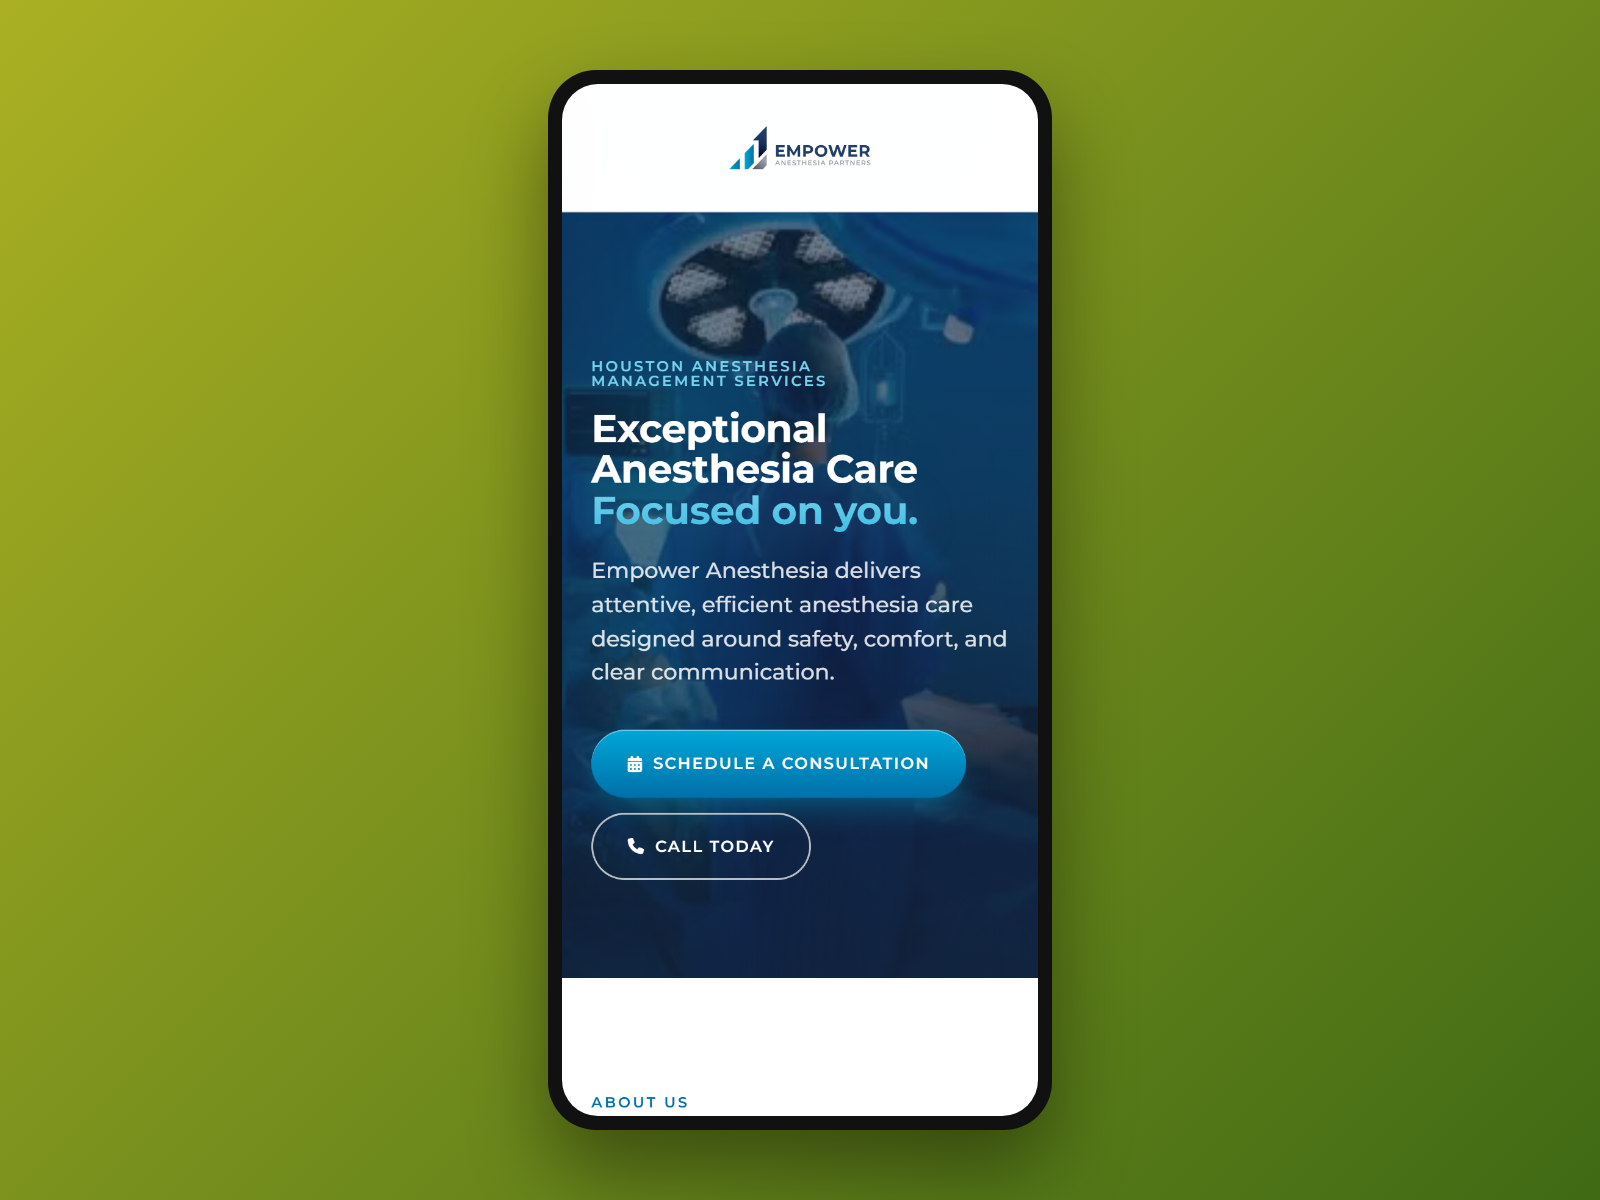 EMPOWER
ANESTHESIA PARTNERS
HOUSTON ANESTHESIA
MANAGEMENT SERVICES
Exceptional
Anesthesia Care
Focused on you.
Empower Anesthesia delivers
attentive, efficient anesthesia care
designed around safety, comfort, and
clear communication.
SCHEDULE A CONSULTATION
CALL TODAY
ABOUT US